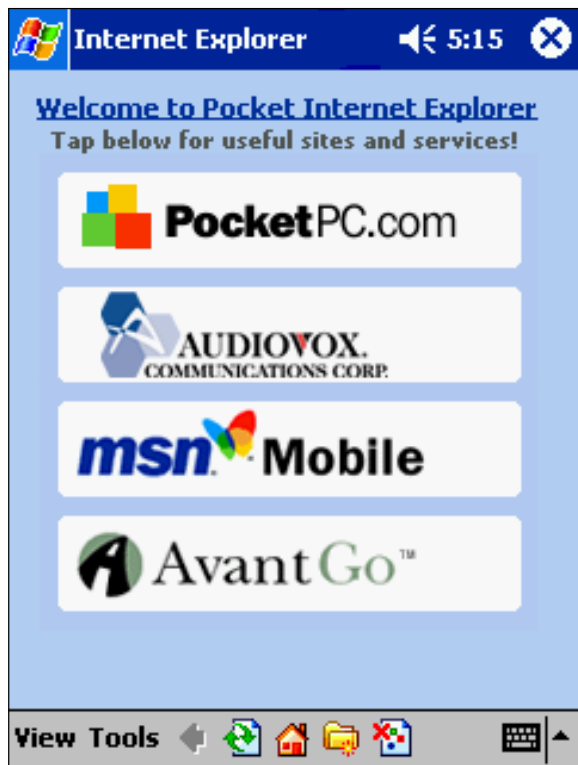 Internet Explorer 5:15
Welcome to Pocket Internet Explorer
Tap below for useful sites and services!
PocketPC.com
AUDIOVOX.
COMMUNICATIONS CORP.
msn. Mobile
AvantGo™
View Tools